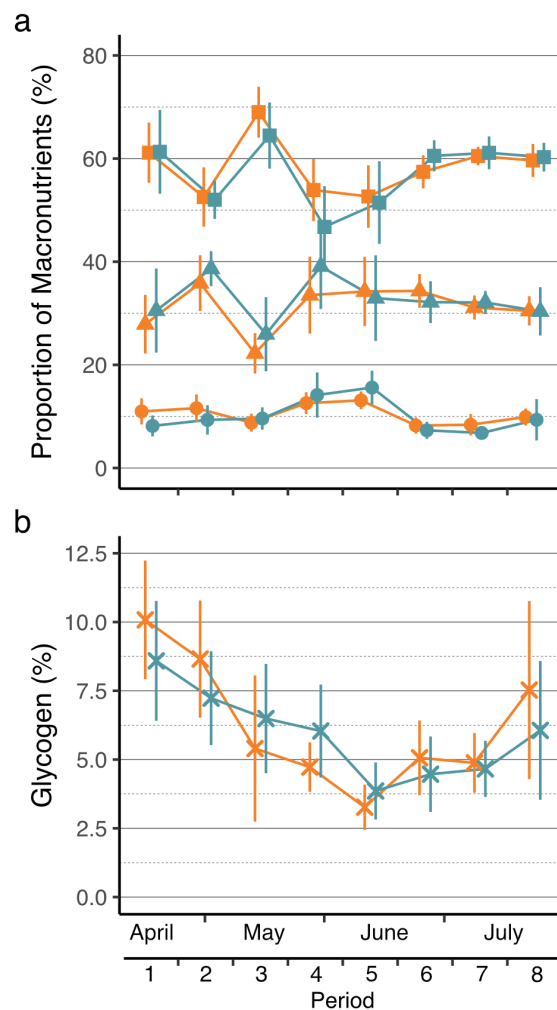 a
Proportion of Macronutrients (%)
80
60
40
20
0
b
Glycogen (%)
12.5
10.0
7.5
5.0
2.5
0.0
April May June July
1 2 3 4 5 6 7 8
Period